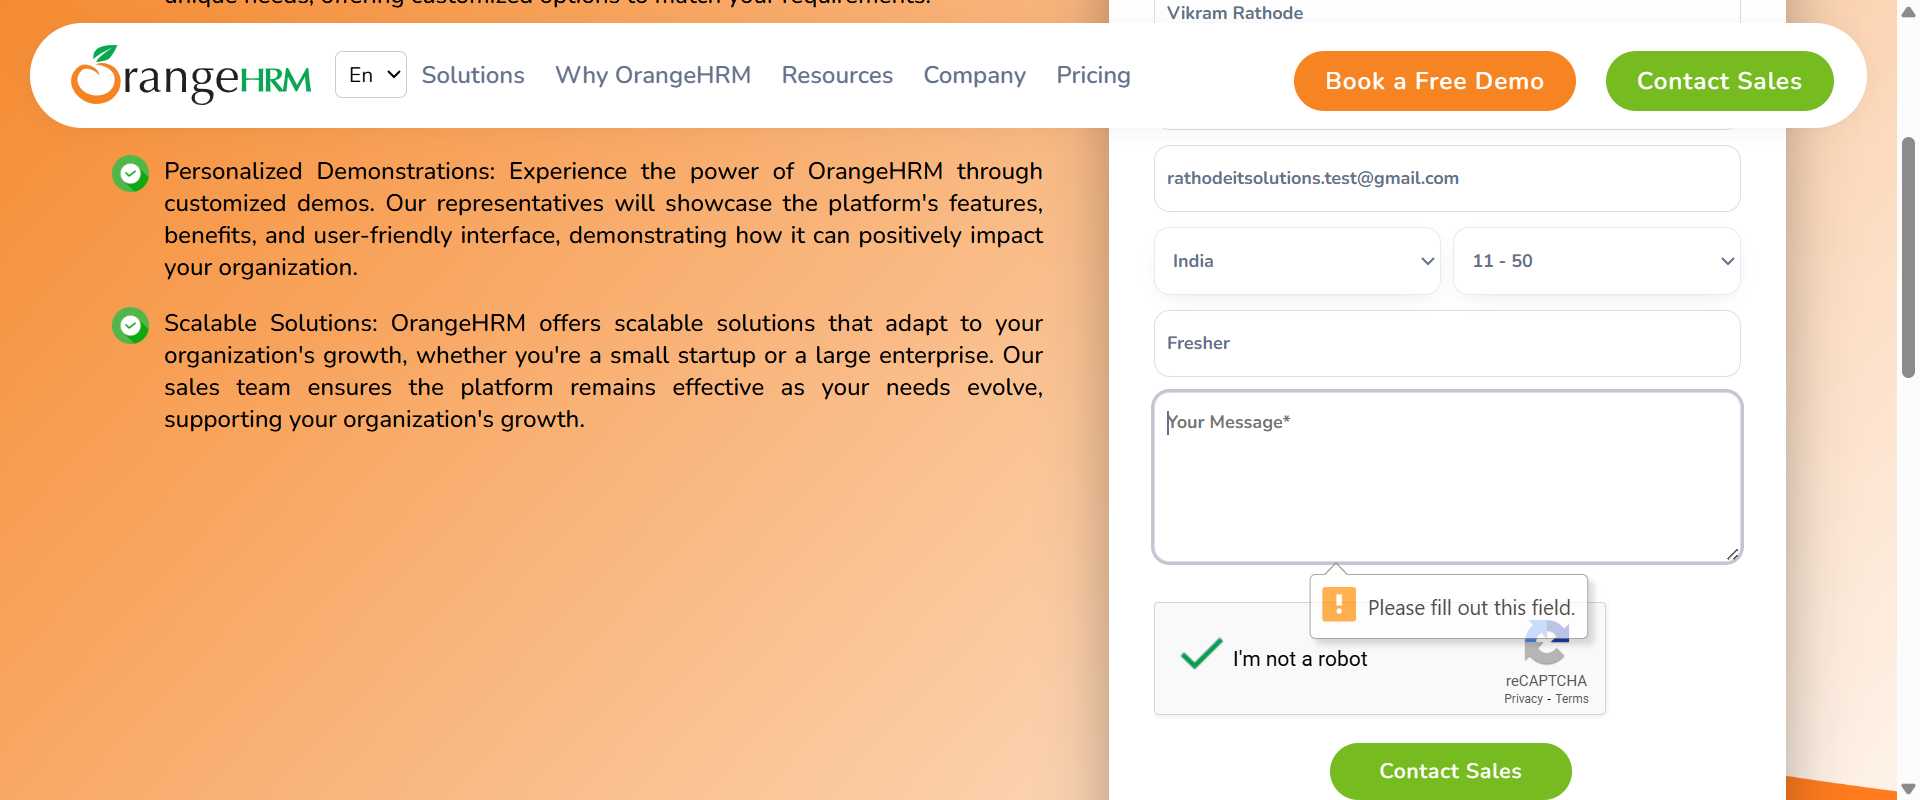 unique needs, offering customized options to match your requirements.
Vikram Rathode
OrangeHRM
En
Solutions
Why OrangeHRM
Resources
Company
Pricing
Book a Free Demo
Contact Sales
Personalized Demonstrations: Experience the power of OrangeHRM through
customized demos. Our representatives will showcase the platform's features,
benefits, and user-friendly interface, demonstrating how it can positively impact
your organization.
Scalable Solutions: OrangeHRM offers scalable solutions that adapt to your
organization's growth, whether you're a small startup or a large enterprise. Our
sales team ensures the platform remains effective as your needs evolve,
supporting your organization's growth.
rathodeitsolutions.test@gmail.com
India
11 - 50
Fresher
Your Message*
Please fill out this field.
I'm not a robot
reCAPTCHA
Privacy - Terms
Contact Sales